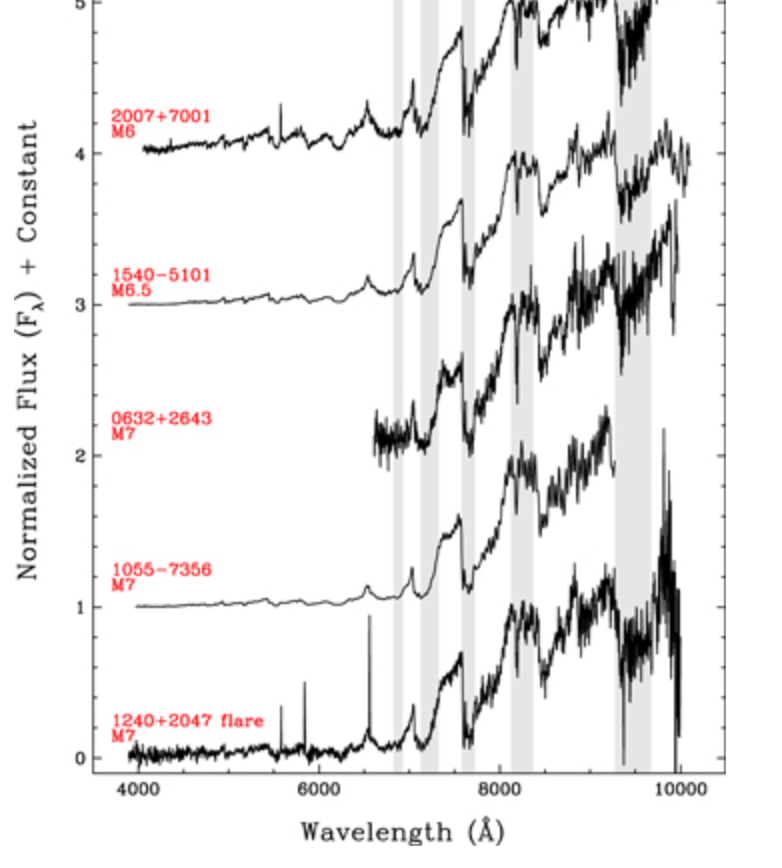 5
2007+7001
M6
4
1540-5101
M6.5
3
0632+2643
M7
2
1055-7356
M7
1
1240+2047 flare
M7
0
4000 6000 8000 10000
Wavelength (Å)
Normalized Flux (Fλ) + Constant